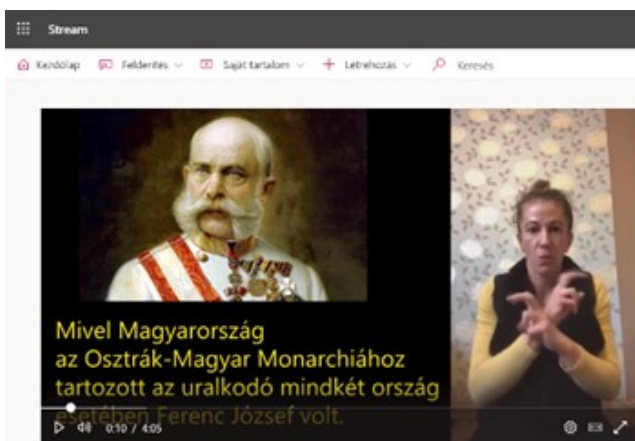 Stream
Kezdőlap Felderítés Saját tartalom Létrehozás Keresés
Mivel Magyarország
az Osztrák-Magyar Monarchiához
tartozott az uralkodó mindkét ország
esetében Ferenc József volt.
0:10 / 4:05